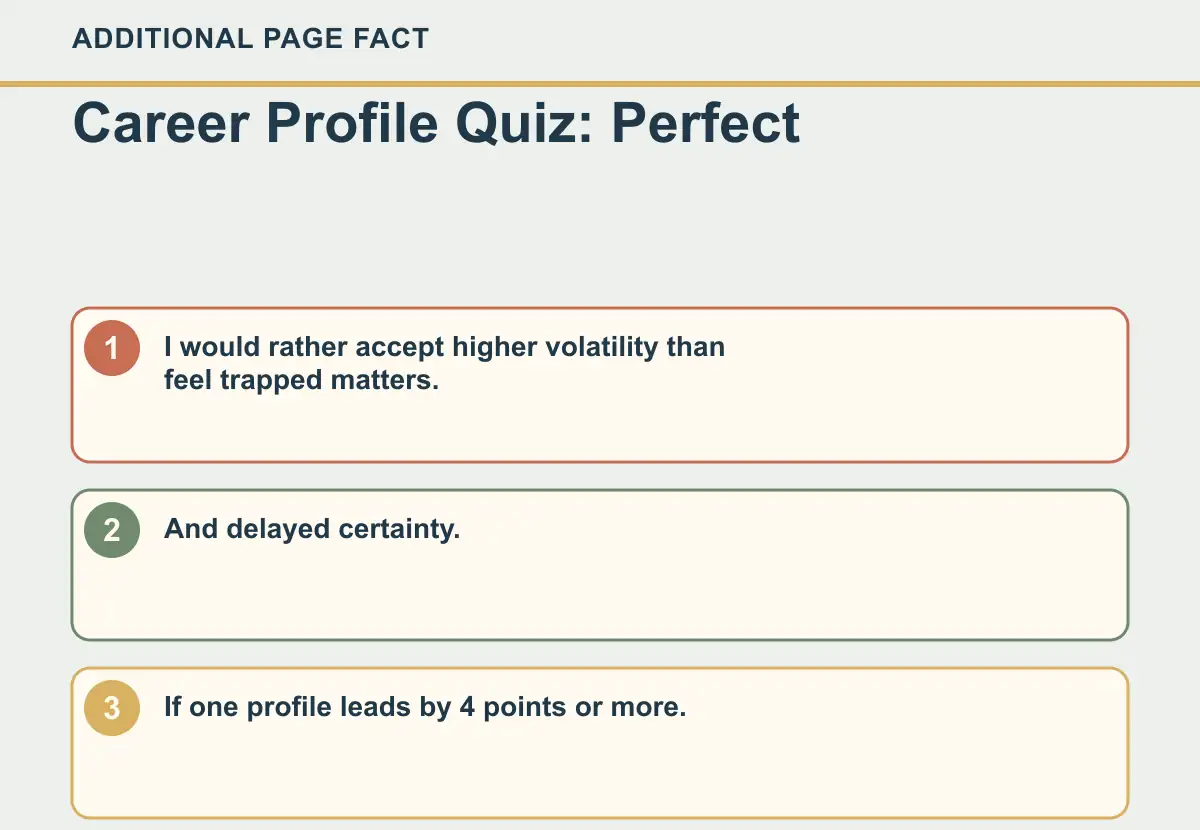 ADDITIONAL PAGE FACT
Career Profile Quiz: Perfect
1
I would rather accept higher volatility than
feel trapped matters.
2
And delayed certainty.
3
If one profile leads by 4 points or more.